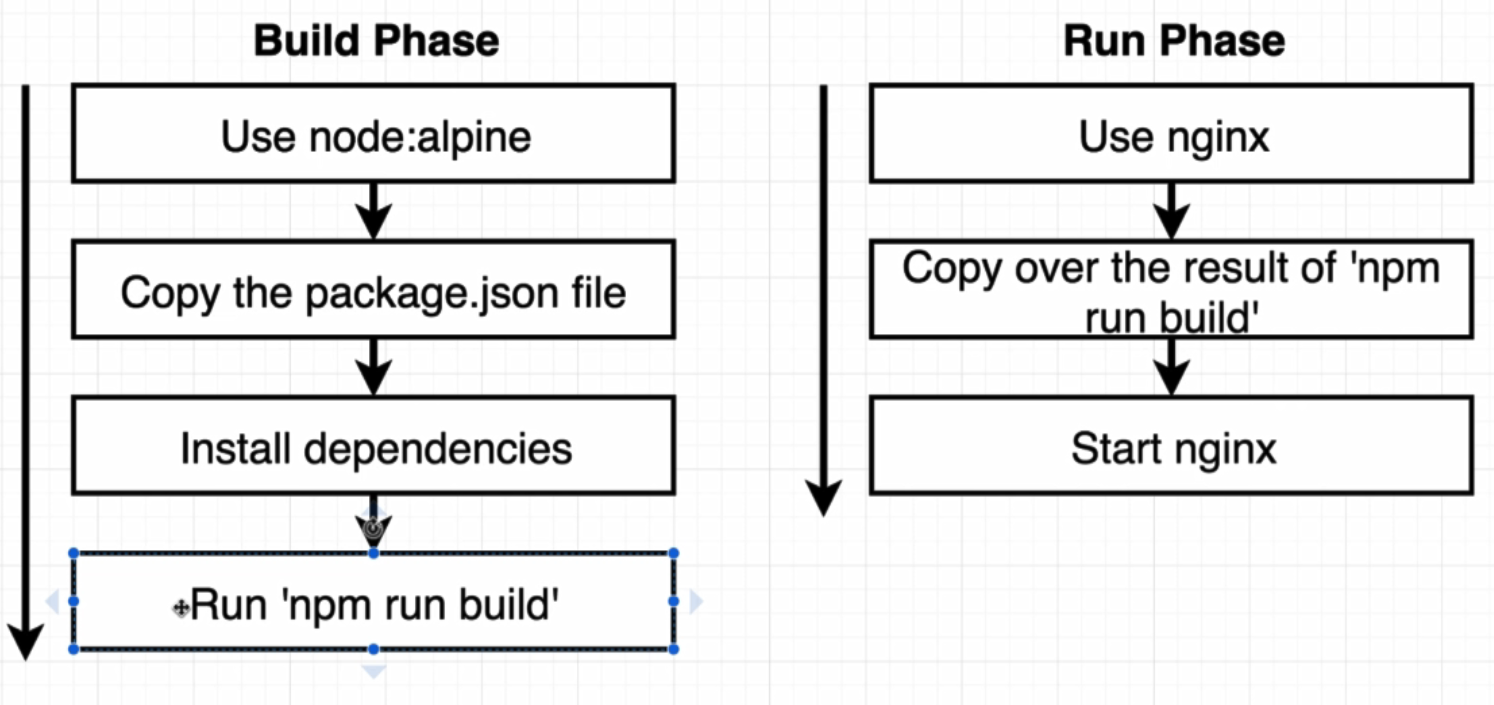 Build Phase
Use node:alpine
Copy the package.json file
Install dependencies
Run 'npm run build'
Run Phase
Use nginx
Copy over the result of 'npm
run build'
Start nginx